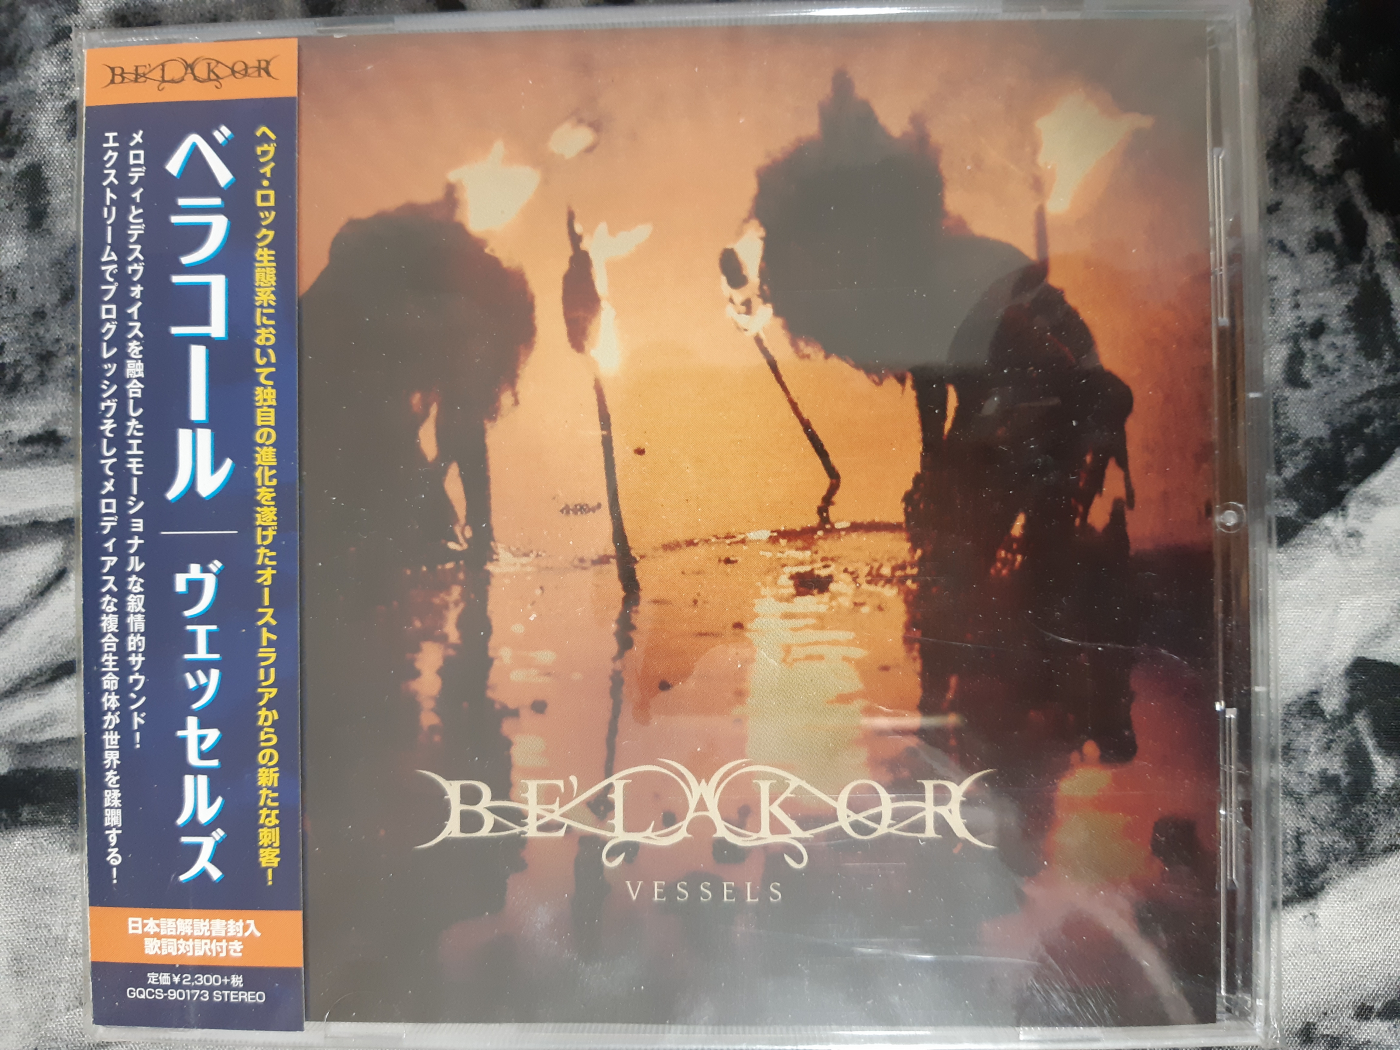 BE'LAKOR
ヘヴィ・ロック生態系において独自の進化を遂げたオーストラリアからの新たな刺客!
ベラコール│ヴェッセルズ
メロディとデスヴォイスを融合したエモーショナルな叙情的サウンド!
エクストリームでプログレッシヴそしてメロディアスな複合生命体が世界を蹂躙する!
日本語解説書封入
歌詞対訳付き
定価¥2,300+税
GQCS-90173 STEREO
BE'LAKOR
VESSELS